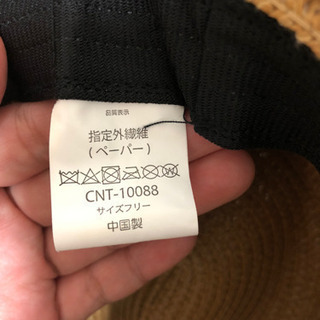 品質表示
指定外繊維
(ペーパー)
CNT-10088
サイズフリー
中国製